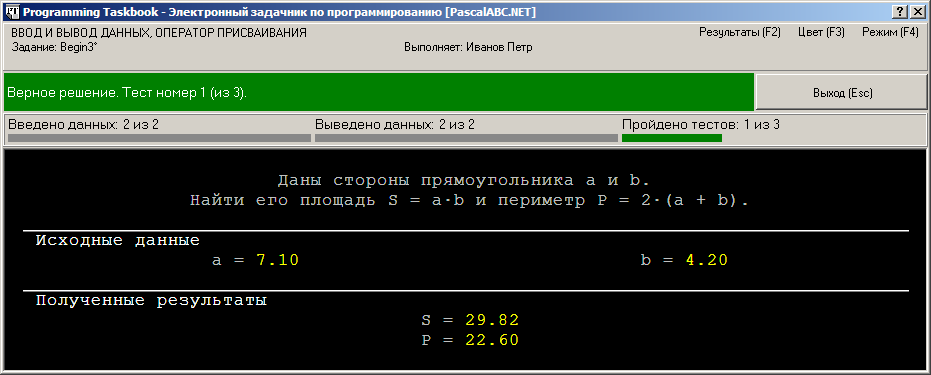 Programming Taskbook - Электронный задачник по программированию [PascalABC.NET]
ВВОД И ВЫВОД ДАННЫХ, ОПЕРАТОР ПРИСВАИВАНИЯ
Результаты (F2) Цвет (F3) Режим (F4)
Задание: Begin3° Выполняет: Иванов Петр
Верное решение. Тест номер 1 (из 3).
Выход (Esc)
Введено данных: 2 из 2 Выведено данных: 2 из 2 Пройдено тестов: 1 из 3
Даны стороны прямоугольника a и b.
Найти его площадь S = a·b и периметр P = 2·(a + b).
Исходные данные
a = 7.10 b = 4.20
Полученные результаты
S = 29.82
P = 22.60